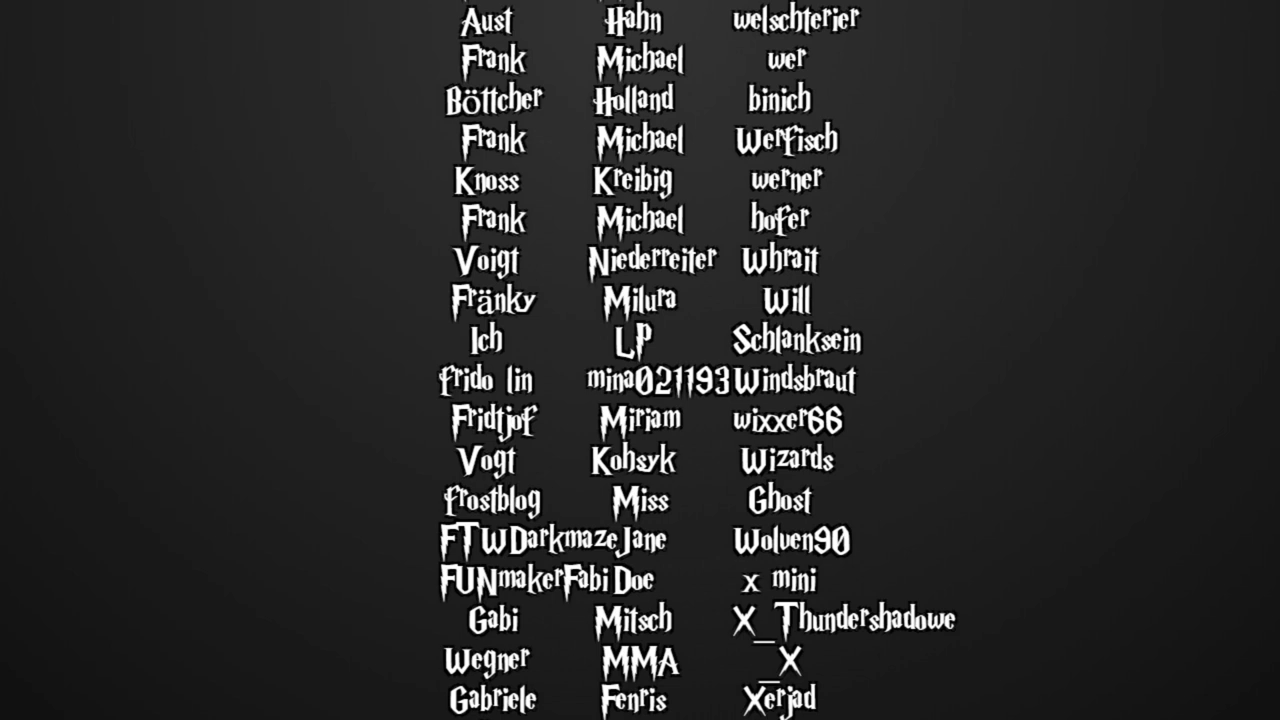 Aust Hahn welschterier
Frank Michael wer
Böttcher Holland binich
Frank Michael Werfisch
Knoss Kreibig werner
Frank Michael hofer
Voigt Niederreiter Whrait
Fränky Milura Will
Ich LP Schlanksein
frido lin mina021193 Windsbraut
Fridtjof Miriam wixxer66
Vogt Kohsyk Wizards
frostblog Miss Ghost
FTWDarkmaze Jane Wolven90
FUNmakerFabi Doe x mini
Gabi Mitsch X_Thundershadowe
Wegner MMA _X
Gabriele Fenris Xerjad